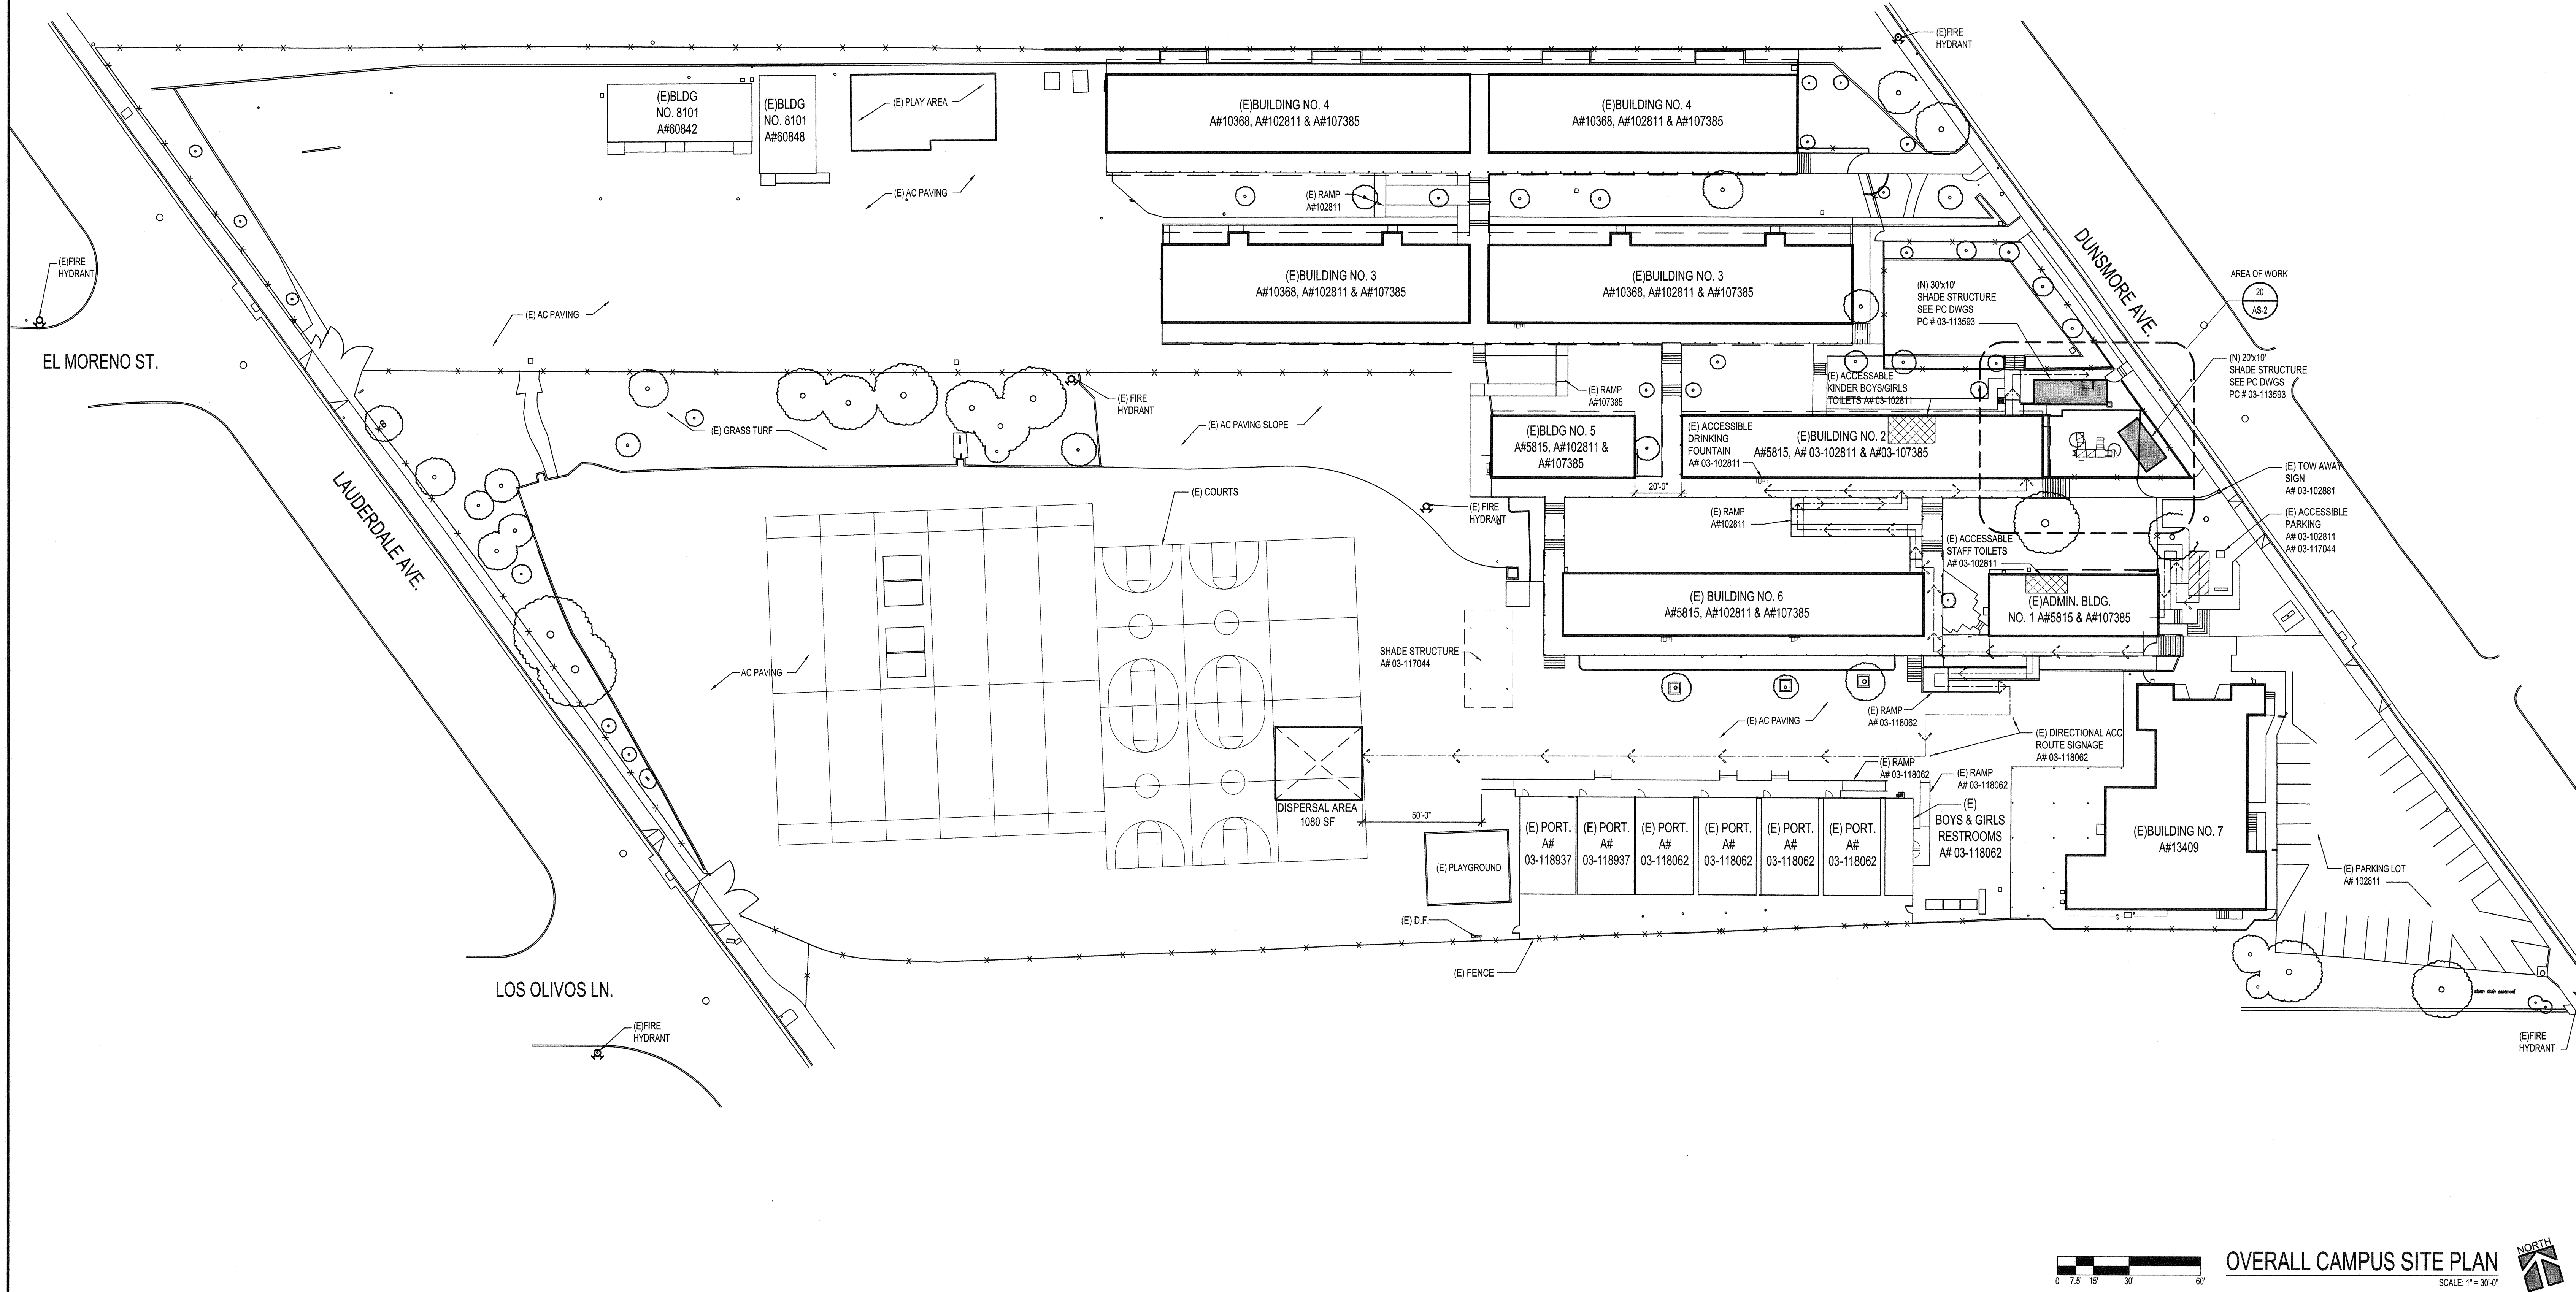 (E)FIRE
HYDRANT
(E)BLDG
NO. 8101
A#60842
(E)BLDG
NO. 8101
A#60848
(E) PLAY AREA
(E)BUILDING NO. 4
A#10368, A#102811 & A#107385
(E)BUILDING NO. 4
A#10368, A#102811 & A#107385
(E) AC PAVING
(E) RAMP
A#102811
(E)FIRE
HYDRANT
EL MORENO ST.
(E) AC PAVING
(E)BUILDING NO. 3
A#10368, A#102811 & A#107385
(E)BUILDING NO. 3
A#10368, A#102811 & A#107385
DUNSMORE AVE.
AREA OF WORK
20
AS-2
(N) 30'x10'
SHADE STRUCTURE
SEE PC DWGS
PC # 03-113593
(N) 20'x10'
SHADE STRUCTURE
SEE PC DWGS
PC # 03-113593
(E) FIRE
HYDRANT
(E) GRASS TURF
(E) AC PAVING SLOPE
(E) RAMP
A#107385
(E) ACCESSABLE
KINDER BOYS/GIRLS
TOILETS A# 03-102811
(E)BLDG NO. 5
A#5815, A#102811 &
A#107385
(E) ACCESSIBLE
DRINKING
FOUNTAIN
A# 03-102811
(E)BUILDING NO. 2
A#5815, A# 03-102811 & A#03-107385
20'-0"
LAUDERDALE AVE.
(E) COURTS
(E) FIRE
HYDRANT
(E) RAMP
A#102811
(E) TOW AWAY
SIGN
A# 03-102881
(E) ACCESSIBLE
PARKING
A# 03-102811
A# 03-117044
(E) ACCESSABLE
STAFF TOILETS
A# 03-102811
(E) BUILDING NO. 6
A#5815, A#102811 & A#107385
(E)ADMIN. BLDG.
NO. 1 A#5815 & A#107385
SHADE STRUCTURE
A# 03-117044
AC PAVING
(E) AC PAVING
(E) RAMP
A# 03-118062
(E) DIRECTIONAL ACC.
ROUTE SIGNAGE
A# 03-118062
(E) RAMP
A# 03-118062
(E) RAMP
A# 03-118062
DISPERSAL AREA
1080 SF
50'-0"
(E) PLAYGROUND
(E) PORT.
A#
03-118937
(E) PORT.
A#
03-118937
(E) PORT.
A#
03-118062
(E) PORT.
A#
03-118062
(E) PORT.
A#
03-118062
(E) PORT.
A#
03-118062
(E)
BOYS & GIRLS
RESTROOMS
A# 03-118062
(E)BUILDING NO. 7
A#13409
(E) PARKING LOT
A# 102811
(E) D.F.
(E) FENCE
LOS OLIVOS LN.
(E)FIRE
HYDRANT
storm drain easement
(E)FIRE
HYDRANT
0 7.5' 15' 30' 60'
OVERALL CAMPUS SITE PLAN
SCALE: 1" = 30'-0"
NORTH